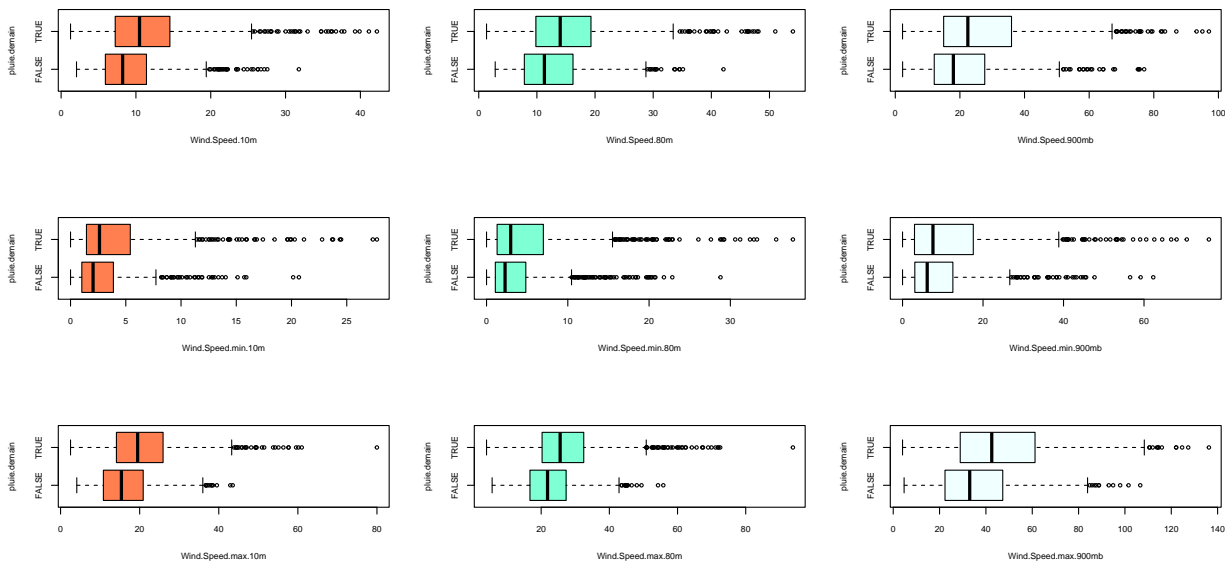 pluie.demain
TRUE
FALSE
0 10 20 30 40
Wind.Speed.10m
pluie.demain
TRUE
FALSE
0 10 20 30 40 50
Wind.Speed.80m
pluie.demain
TRUE
FALSE
0 20 40 60 80 100
Wind.Speed.900mb
pluie.demain
TRUE
FALSE
0 5 10 15 20 25
Wind.Speed.min.10m
pluie.demain
TRUE
FALSE
0 10 20 30
Wind.Speed.min.80m
pluie.demain
TRUE
FALSE
0 20 40 60
Wind.Speed.min.900mb
pluie.demain
TRUE
FALSE
0 20 40 60 80
Wind.Speed.max.10m
pluie.demain
TRUE
FALSE
20 40 60 80
Wind.Speed.max.80m
pluie.demain
TRUE
FALSE
0 20 40 60 80 100 120 140
Wind.Speed.max.900mb